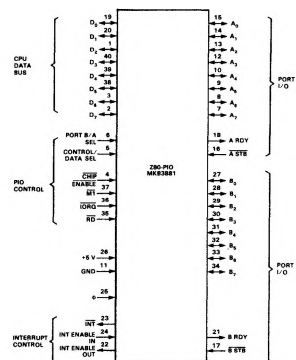 CPU
DATA
BUS
19 D0
20 D1
1 D2
40 D3
39 D4
38 D5
3 D6
2 D7
PIO
CONTROL
PORT B/A
SEL 6
CONTROL/
DATA SEL 5
CHIP
ENABLE 4
M1 37
IORQ 36
RD 35
+5 V 26
GND 11
Φ 25
INTERRUPT
CONTROL
INT 23
INT ENABLE
IN 24
INT ENABLE
OUT 22
Z80-PIO
MK83881
15 A0
14 A1
13 A2
12 A3
10 A4
9 A5
8 A6
7 A7
18 A RDY
16 A STB
PORT
I/O
27 B0
28 B1
29 B2
30 B3
31 B4
32 B5
33 B6
34 B7
21 B RDY
17 B STB
PORT
I/O